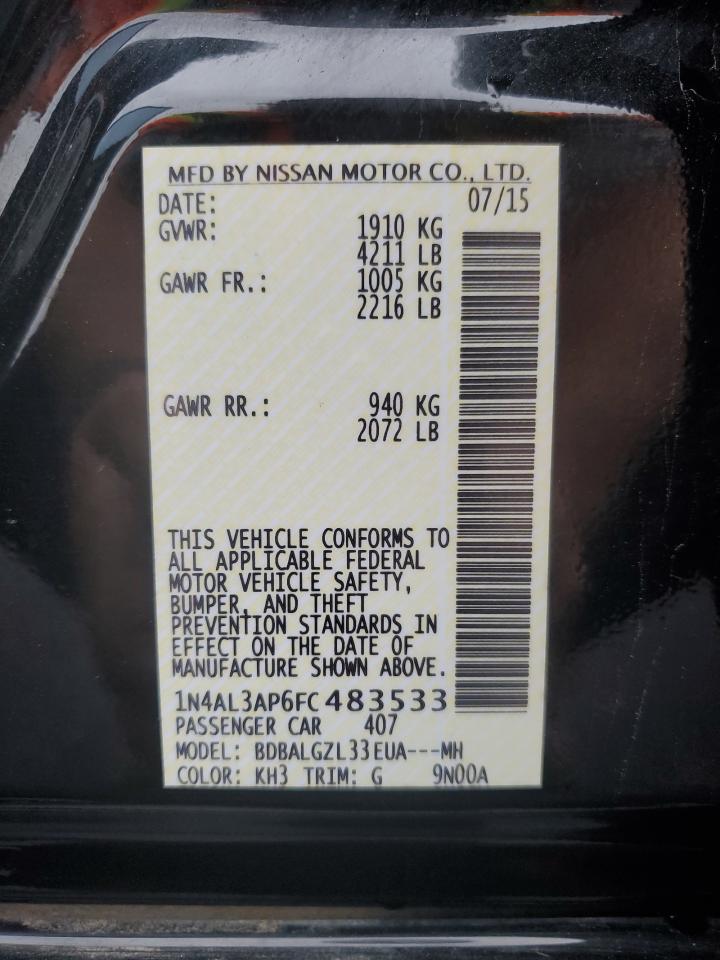 MFD BY NISSAN MOTOR CO., LTD.
DATE: 07/15
GVWR: 1910 KG
4211 LB
GAWR FR.: 1005 KG
2216 LB
GAWR RR.: 940 KG
2072 LB
THIS VEHICLE CONFORMS TO
ALL APPLICABLE FEDERAL
MOTOR VEHICLE SAFETY,
BUMPER, AND THEFT
PREVENTION STANDARDS IN
EFFECT ON THE DATE OF
MANUFACTURE SHOWN ABOVE.
1N4AL3AP6FC483533
PASSENGER CAR 407
MODEL: BDBALGZL33EUA---MH
COLOR: KH3 TRIM: G 9N00A